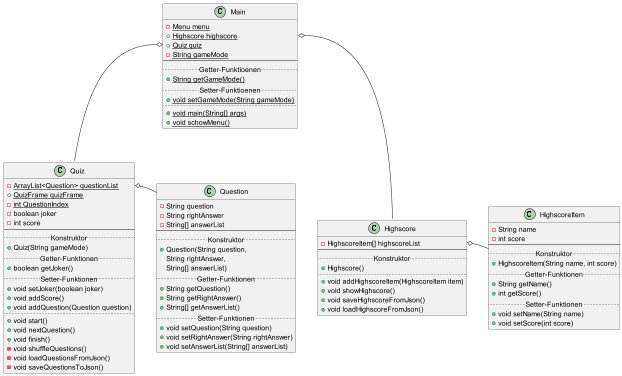 C Main
Menu menu
Highscore highscore
Quiz quiz
String gameMode
Getter-Funktioenen
String getGameMode()
Setter-Funktioenen
void setGameMode(String gameMode)
void main(String[] args)
void schowMenu()
C Quiz
ArrayList<Question> questionList
QuizFrame quizFrame
int QuestionIndex
boolean joker
int score
Konstruktor
Quiz(String gameMode)
Getter-Funktionen
boolean getJoker()
Setter-Funktionen
void setJoker(boolean joker)
void addScore()
void addQuestion(Question question)
void start()
void nextQuestion()
void finish()
void shuffleQuestions()
void loadQuestionsFromJson()
void saveQuestionsToJson()
C Question
String question
String rightAnswer
String[] answerList
Konstruktor
Question(String question,
String rightAnswer,
String[] answerList)
Getter-Funktionen
String getQuestion()
String getRightAnswer()
String[] getAnswerList()
Setter-Funktionen
void setQuestion(String question)
void setRightAnswer(String rightAnswer)
void setAnswerList(String[] answerList)
C Highscore
HighscoreItem[] highscoreList
Konstruktor
Highscore()
void addHighscoreItem(HighscoreItem item)
void showHighscore()
void saveHighscoreFromJson()
void loadHighscoreFromJson()
C HighscoreItem
String name
int score
Konstruktor
HighscoreItem(String name, int score)
Getter-Funktionen
String getName()
int getScore()
Setter-Funktionen
void setName(String name)
void setScore(int score)